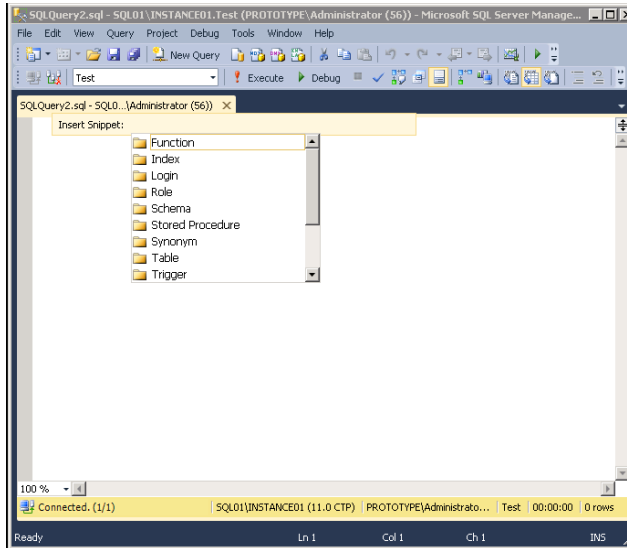 SQLQuery2.sql - SQL01\INSTANCE01.Test (PROTOTYPE\Administrator (56)) - Microsoft SQL Server Manage...
File Edit View Query Project Debug Tools Window Help
New Query
Test Execute Debug
SQLQuery2.sql - SQL0...\Administrator (56))
Insert Snippet:
Function
Index
Login
Role
Schema
Stored Procedure
Synonym
Table
Trigger
100 %
Connected. (1/1) SQL01\INSTANCE01 (11.0 CTP) PROTOTYPE\Administrato... Test 00:00:00 0 rows
Ready Ln 1 Col 1 Ch 1 INS